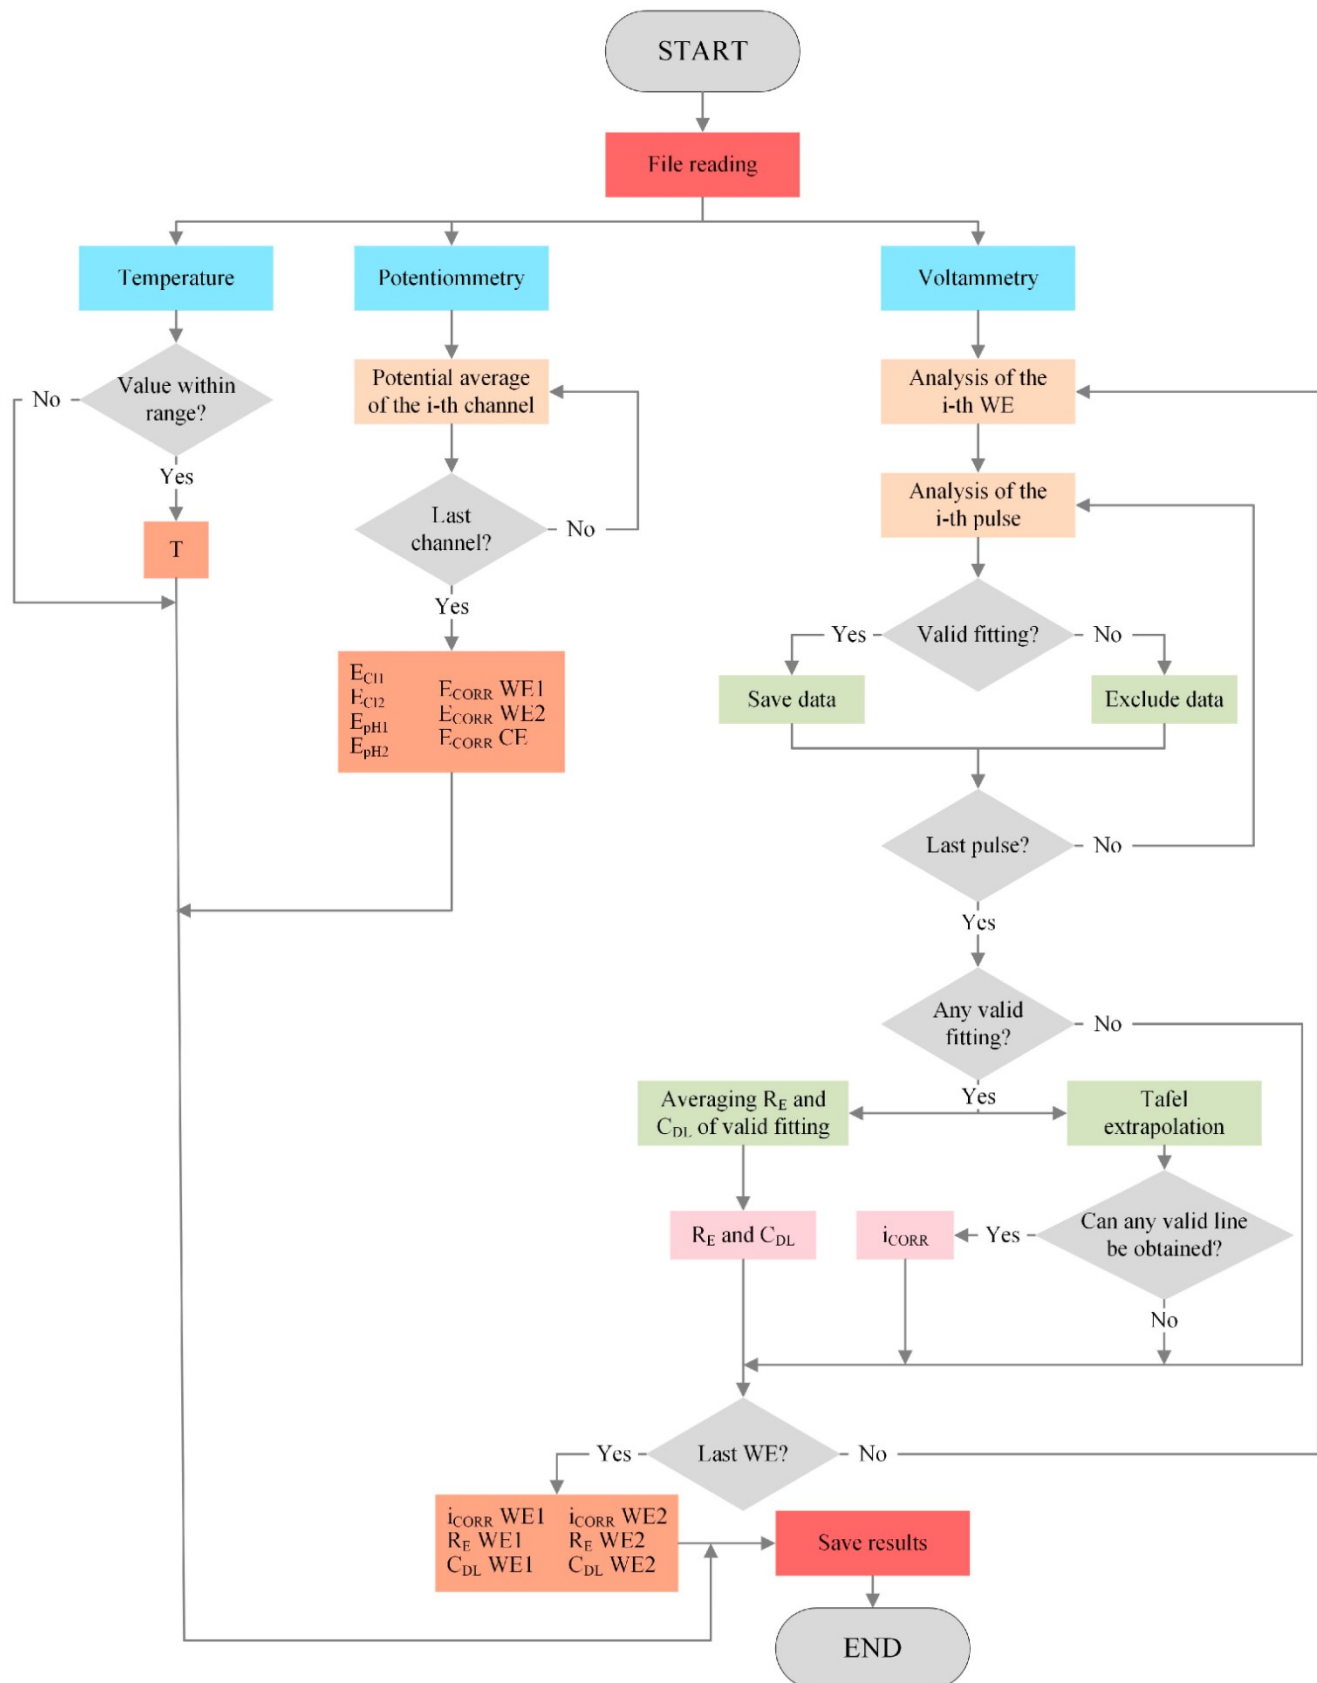 START
File reading
Temperature
Potentiommetry
Voltammetry
Value within
range?
No
Yes
T
Potential average
of the i-th channel
Last
channel?
No
Yes
E_Cl1
E_Cl2
E_pH1
E_pH2
E_CORR WE1
E_CORR WE2
E_CORR CE
Analysis of the
i-th WE
Analysis of the
i-th pulse
Valid fitting?
Yes
No
Save data
Exclude data
Last pulse?
No
Yes
Any valid
fitting?
No
Yes
Averaging R_E and
C_DL of valid fitting
Tafel
extrapolation
R_E and C_DL
i_CORR
Yes
Can any valid line
be obtained?
No
Last WE?
Yes
No
i_CORR WE1
R_E WE1
C_DL WE1
i_CORR WE2
R_E WE2
C_DL WE2
Save results
END